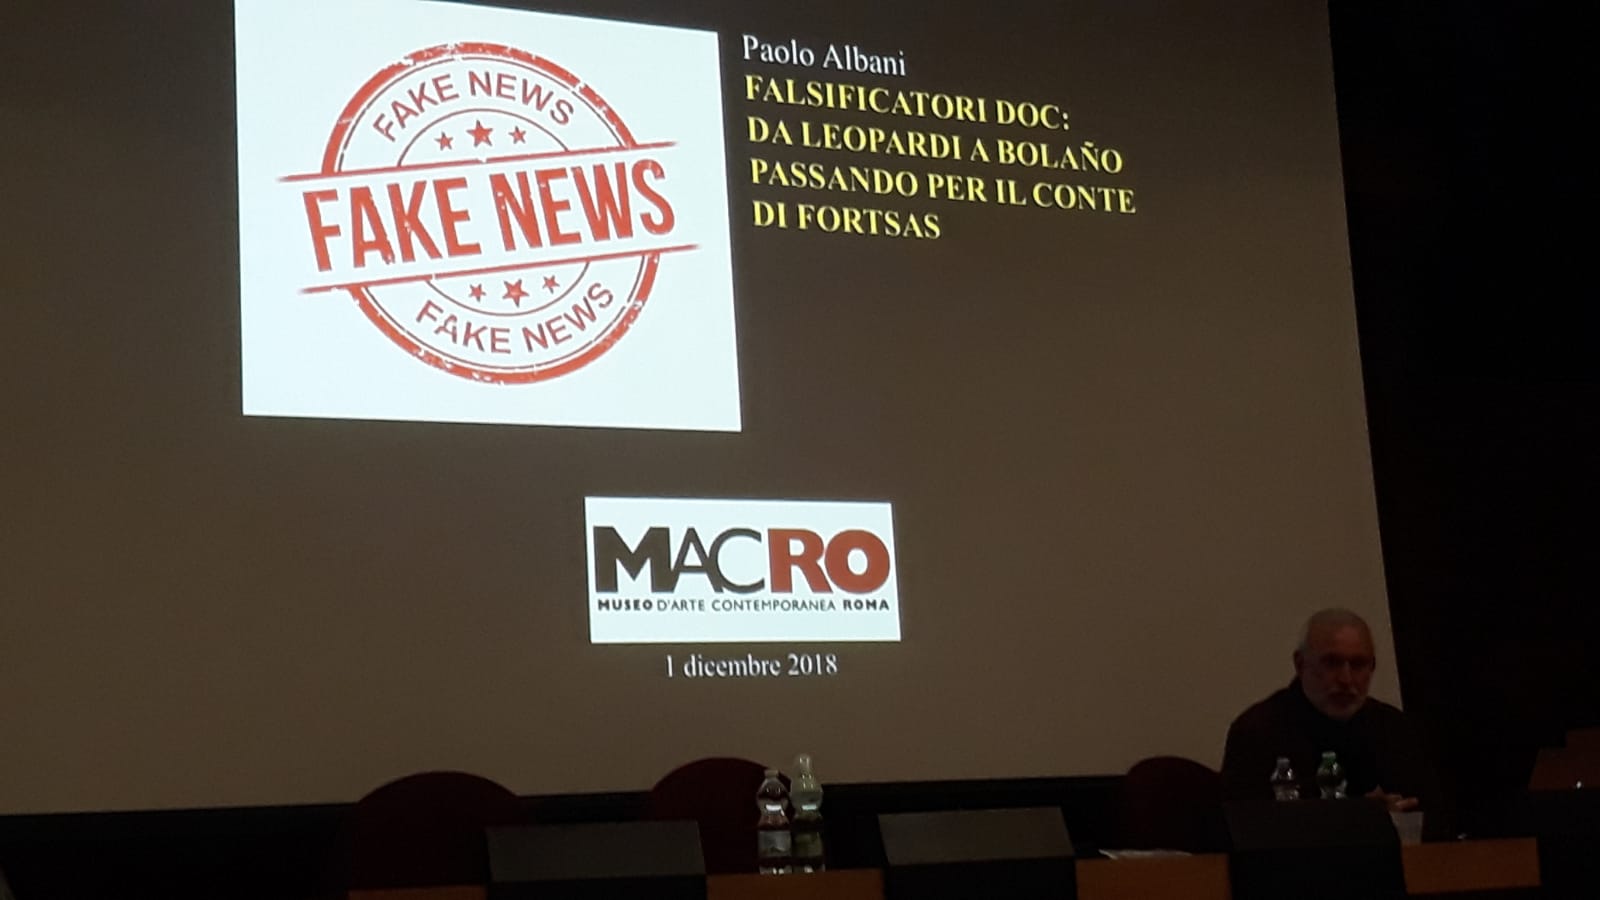 FAKE NEWS
FAKE NEWS
FAKE NEWS
Paolo Albani
FALSIFICATORI DOC:
DA LEOPARDI A BOLAÑO
PASSANDO PER IL CONTE
DI FORTSAS
MACRO
MUSEO D'ARTE CONTEMPORANEA ROMA
1 dicembre 2018